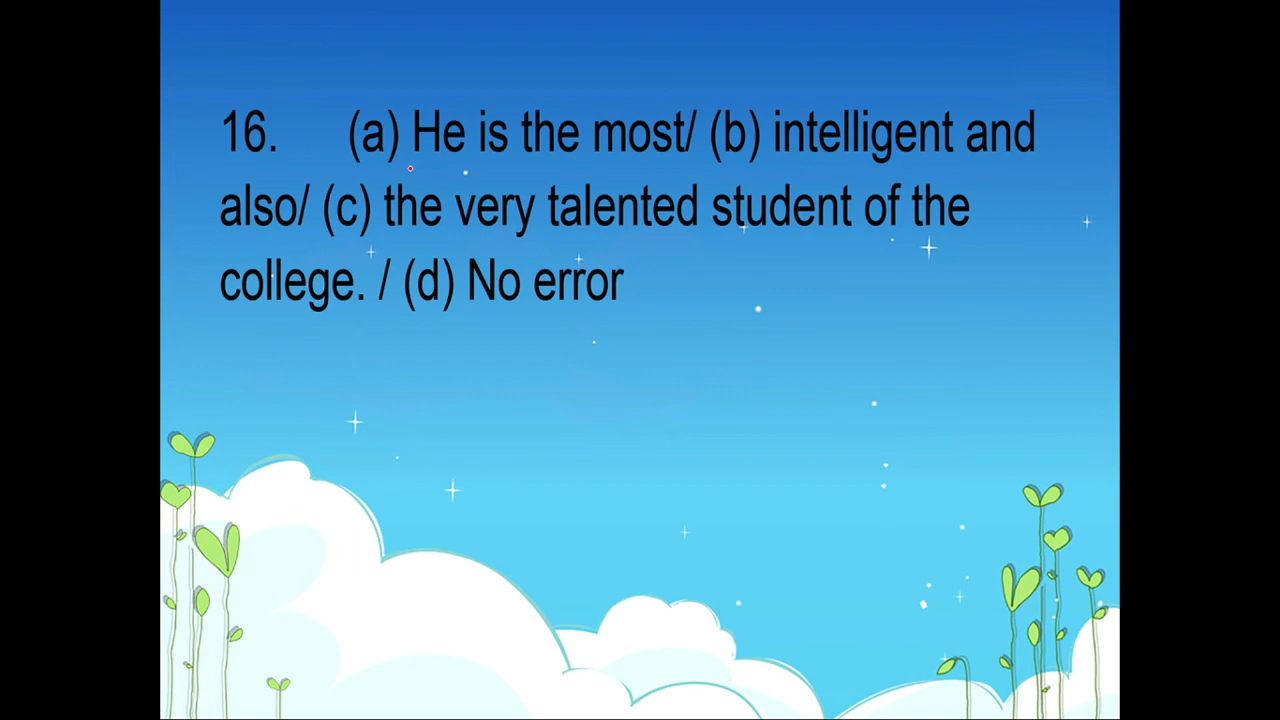 16. (a) He is the most/ (b) intelligent and
also/ (c) the very talented student of the
college. / (d) No error